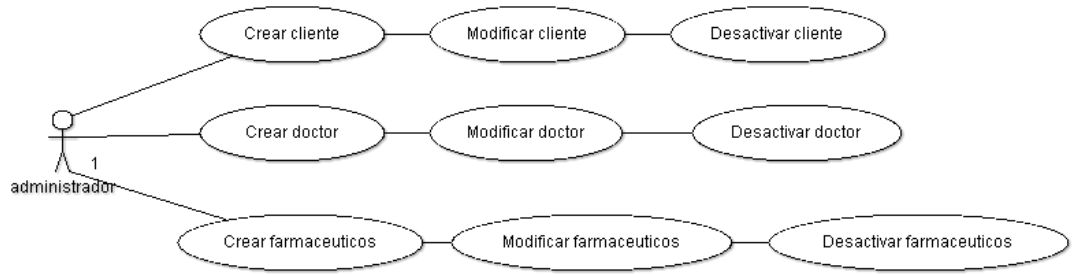 Crear cliente Modificar cliente Desactivar cliente
Crear doctor Modificar doctor Desactivar doctor
1
administrador
Crear farmaceuticos Modificar farmaceuticos Desactivar farmaceuticos